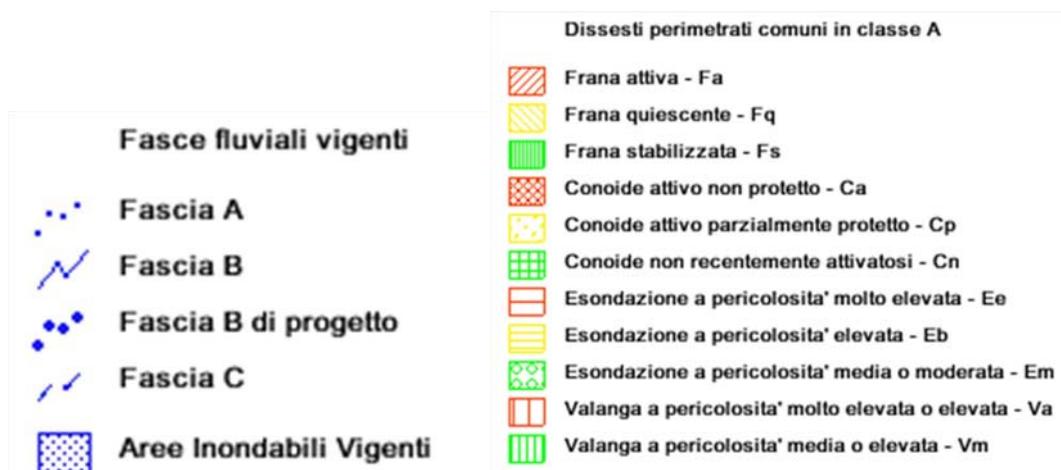 Fasce fluviali vigenti
Fascia A
Fascia B
Fascia B di progetto
Fascia C
Aree Inondabili Vigenti
Dissesti perimetrati comuni in classe A
Frana attiva - Fa
Frana quiescente - Fq
Frana stabilizzata - Fs
Conoide attivo non protetto - Ca
Conoide attivo parzialmente protetto - Cp
Conoide non recentemente attivatosi - Cn
Esondazione a pericolosita' molto elevata - Ee
Esondazione a pericolosita' elevata - Eb
Esondazione a pericolosita' media o moderata - Em
Valanga a pericolosita' molto elevata o elevata - Va
Valanga a pericolosita' media o elevata - Vm